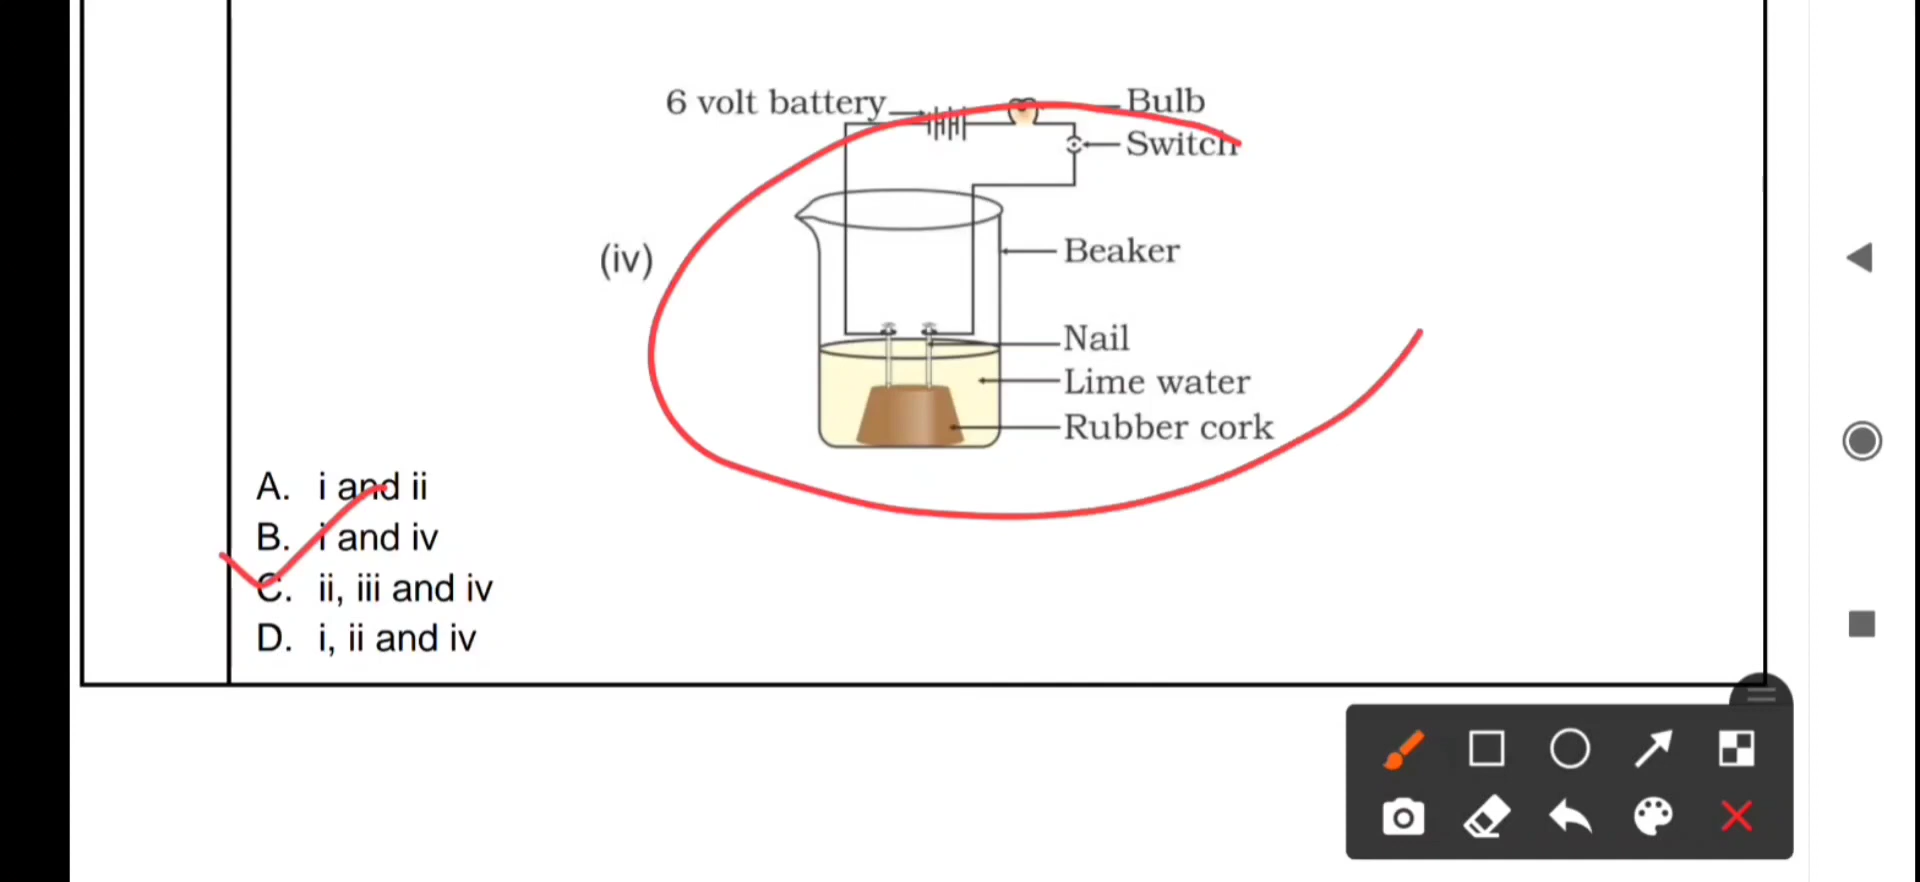 6 volt battery
Bulb
Switch
(iv)
Beaker
Nail
Lime water
Rubber cork
A. i and ii
B. i and iv
C. ii, iii and iv
D. i, ii and iv